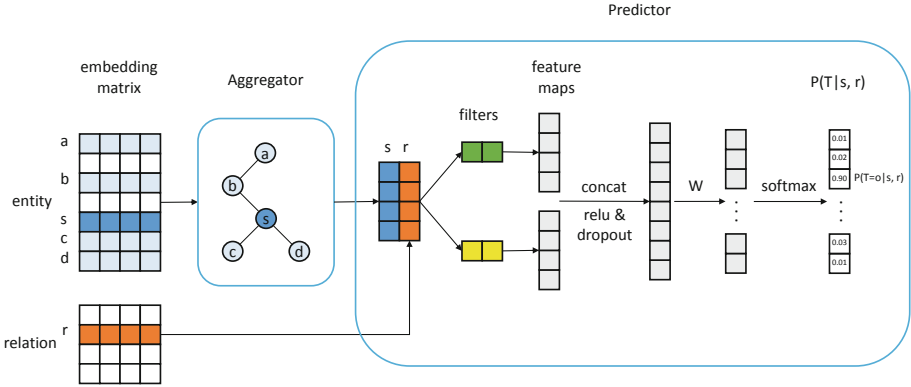 Predictor
embedding
matrix
Aggregator
feature
maps
P(T|s, r)
filters
a
b
entity
s
c
d
a
b
s
c
d
s r
concat
relu &
dropout
W
softmax
0.01
0.02
0.90
P(T=o|s, r)
0.03
0.01
r
relation